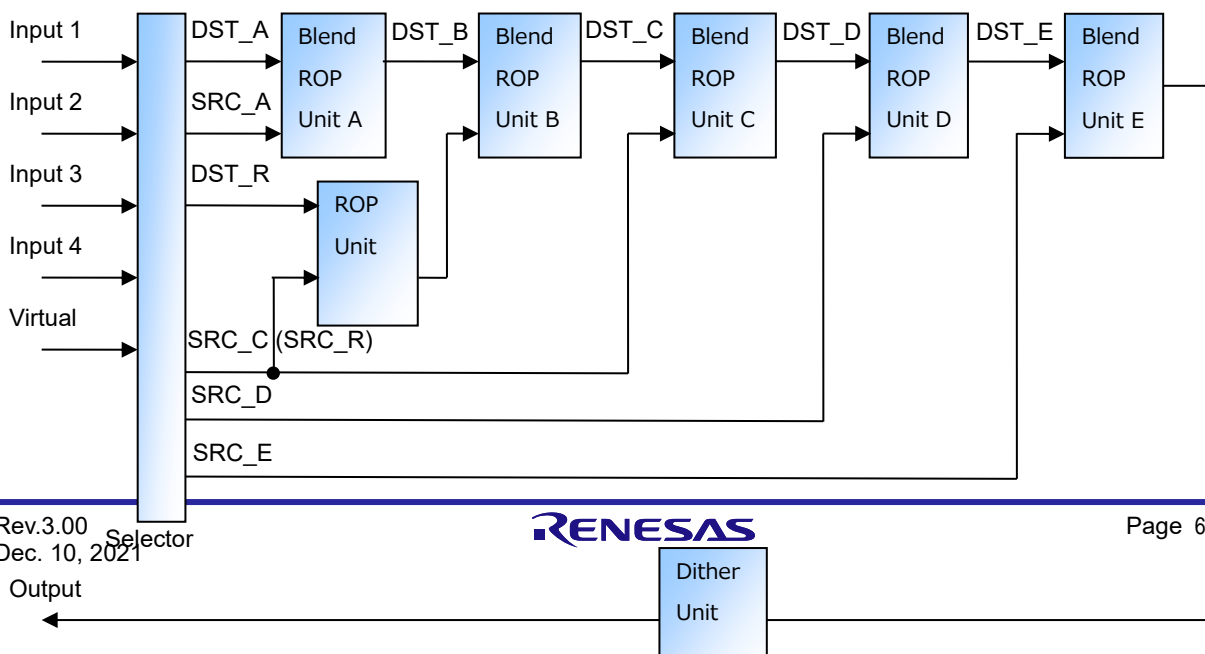 Input 1
DST_A
Blend
ROP
Unit A
DST_B
Blend
ROP
Unit B
DST_C
Blend
ROP
Unit C
DST_D
Blend
ROP
Unit D
DST_E
Blend
ROP
Unit E
Input 2
SRC_A
Input 3
DST_R
ROP
Unit
Input 4
Virtual
SRC_C (SRC_R)
SRC_D
SRC_E
Rev.3.00
Dec. 10, 2021
Selector
RENESAS
Page 6
Output
Dither
Unit